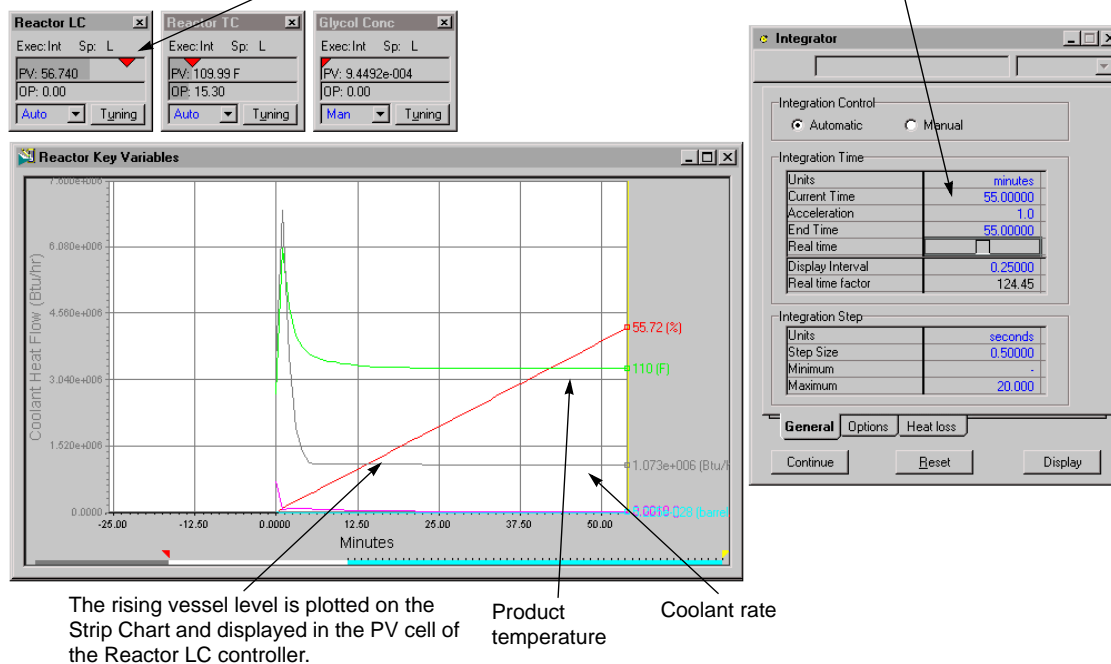 Reactor LC
Exec:Int Sp: L
PV: 56.740
OP: 0.00
Auto Tuning
Reactor TC
Exec:Int Sp: L
PV: 109.99 F
OP: 15.30
Auto Tuning
Glycol Conc
Exec:Int Sp: L
PV: 9.4492e-004
OP: 0.00
Man Tuning
Reactor Key Variables
7.600e+006
6.080e+006
4.560e+006
3.040e+006
1.520e+006
0.0000
Coolant Heat Flow (Btu/hr)
55.72 (%)
110 (F)
1.073e+006 (Btu/h
-25.00 -12.50 0.0000 12.50 25.00 37.50 50.00
Minutes
The rising vessel level is plotted on the
Strip Chart and displayed in the PV cell of
the Reactor LC controller.
Product
temperature
Coolant rate
Integrator
Integration Control
Automatic Manual
Integration Time
Units minutes
Current Time 55.00000
Acceleration 1.0
End Time 55.00000
Real time
Display Interval 0.25000
Real time factor 124.45
Integration Step
Units seconds
Step Size 0.50000
Minimum -
Maximum 20.000
General Options Heat loss
Continue Reset Display